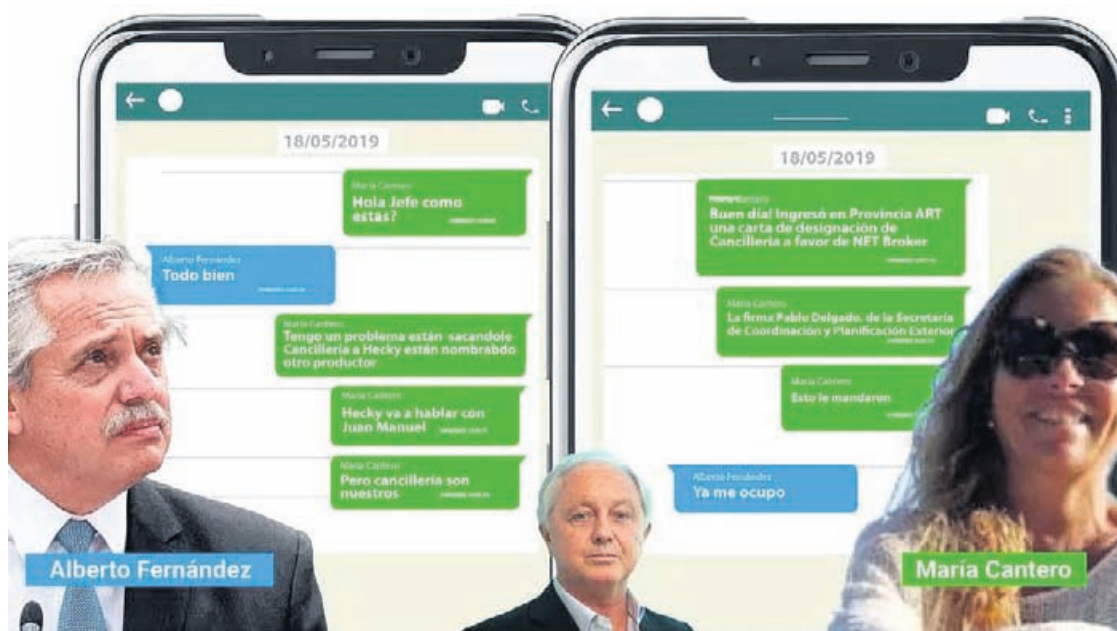 18/05/2019
María Cantero
Hola Jefe como
estas?
Alberto Fernández
Todo bien
María Cantero
Tengo un problema están sacandole
Cancillería a Hecky están nombrabdo
otro productor
María Cantero
Hecky va a hablar con
Juan Manuel
María Cantero
Pero cancilleria son
nuestros
18/05/2019
María Cantero
Buen dia! Ingresó en Provincia ART
una carta de designación de
Cancilleria a favor de NET Broker
María Cantero
La firma Pablo Delgado, de la Secretaría
de Coordinación y Planificación Exterior
María Cantero
Esto le mandaron
Alberto Fernández
Ya me ocupo
Alberto Fernández
María Cantero